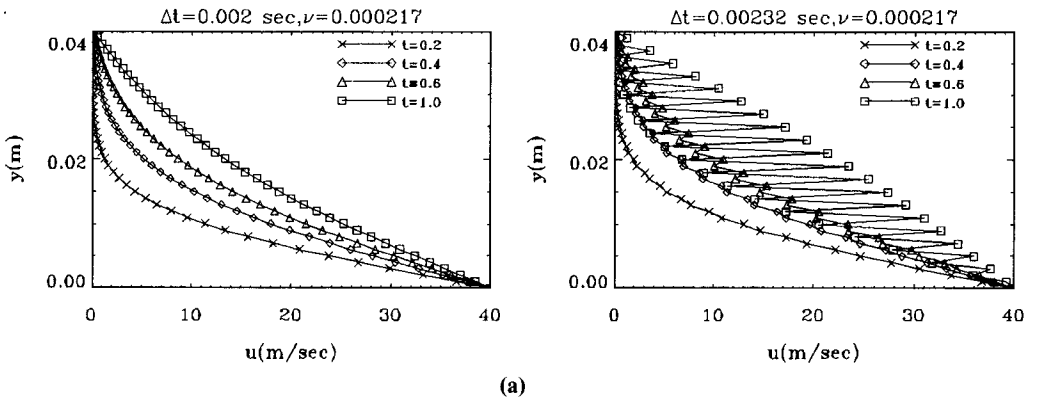 Δt=0.002 sec,ν=0.000217
0.04
0.02
0.00
y(m)
t=0.2
t=0.4
t=0.6
t=1.0
0 10 20 30 40
u(m/sec)
Δt=0.00232 sec,ν=0.000217
0.04
0.02
0.00
y(m)
t=0.2
t=0.4
t=0.6
t=1.0
0 10 20 30 40
u(m/sec)
(a)